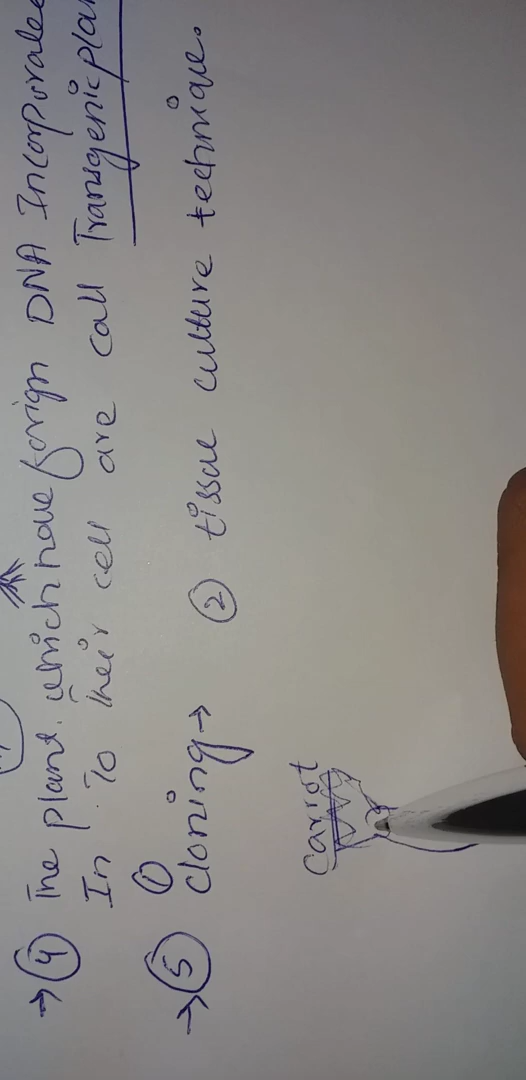 → (4) The plant. which have forign DNA Incorporated
In To Their cell are call Transgenic plan
→ (5) (1) Cloning → (2) tissue culture technique.
Carrot